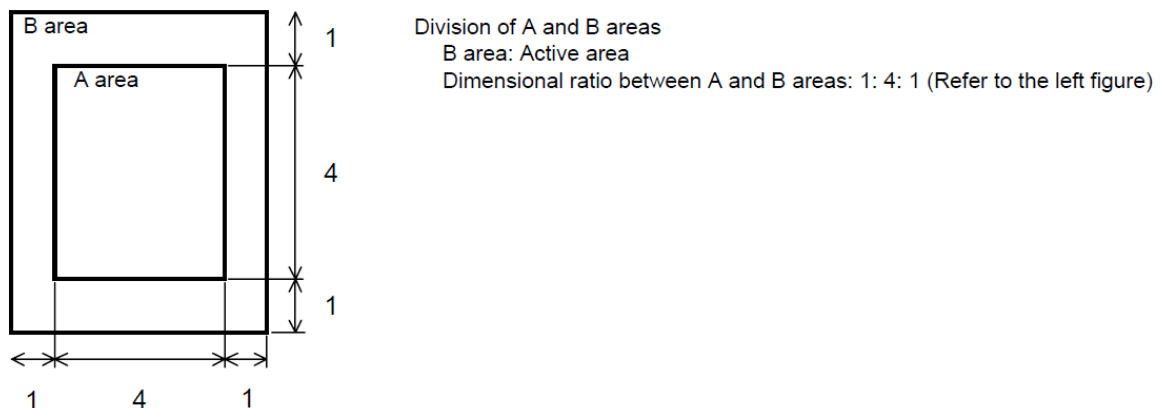 B area
A area
1
4
1
1
4
1
Division of A and B areas
B area: Active area
Dimensional ratio between A and B areas: 1: 4: 1 (Refer to the left figure)